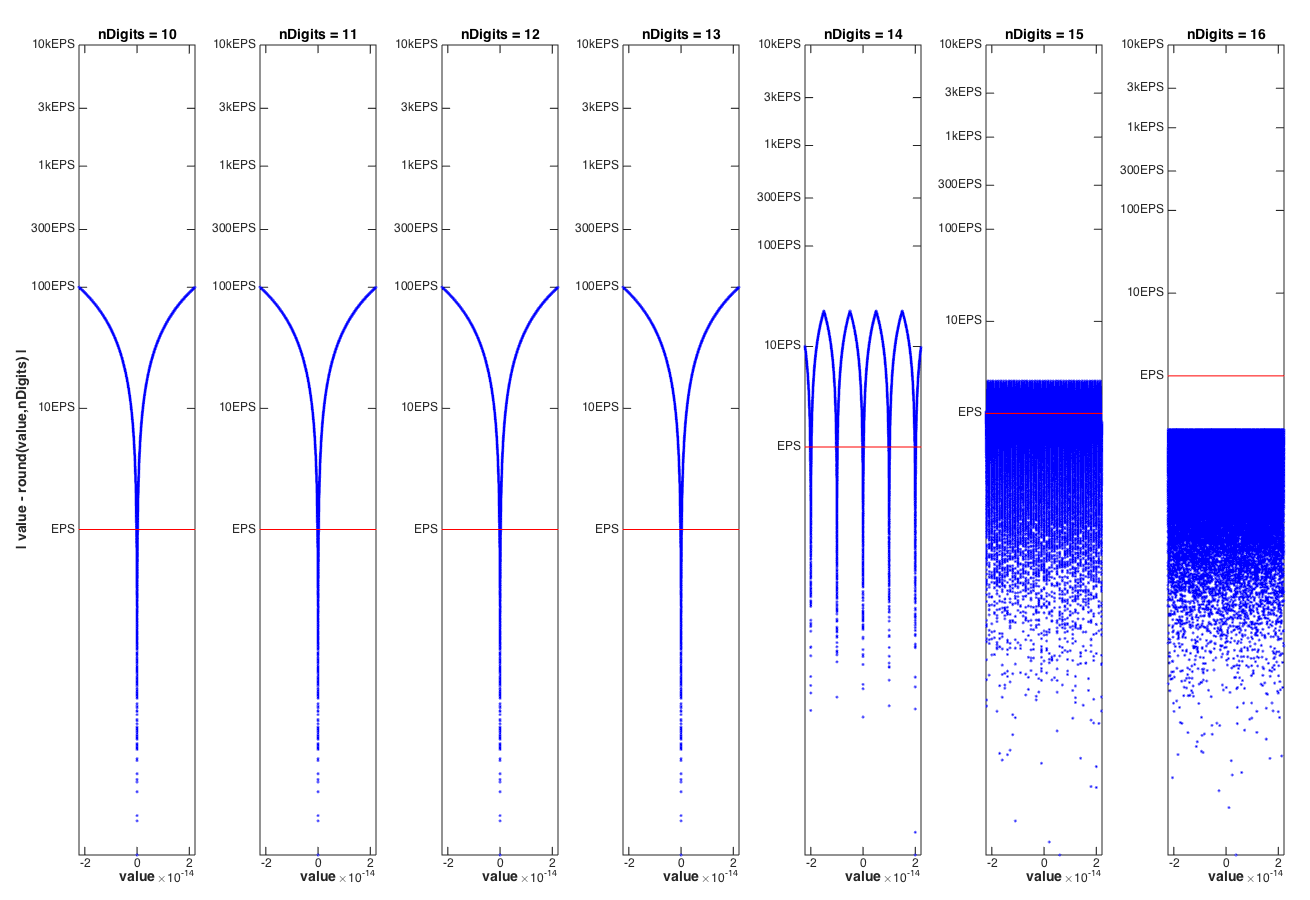 nDigits = 10
nDigits = 11
nDigits = 12
nDigits = 13
nDigits = 14
nDigits = 15
nDigits = 16
| value - round(value,nDigits) |
10kEPS
3kEPS
1kEPS
300EPS
100EPS
10EPS
EPS
-2 0 2
value ×10-14
10kEPS
3kEPS
1kEPS
300EPS
100EPS
10EPS
EPS
-2 0 2
value ×10-14
10kEPS
3kEPS
1kEPS
300EPS
100EPS
10EPS
EPS
-2 0 2
value ×10-14
10kEPS
3kEPS
1kEPS
300EPS
100EPS
10EPS
EPS
-2 0 2
value ×10-14
10kEPS
3kEPS
1kEPS
300EPS
100EPS
10EPS
EPS
-2 0 2
value ×10-14
10kEPS
3kEPS
1kEPS
300EPS
100EPS
10EPS
EPS
-2 0 2
value ×10-14
10kEPS
3kEPS
1kEPS
300EPS
100EPS
10EPS
EPS
-2 0 2
value ×10-14